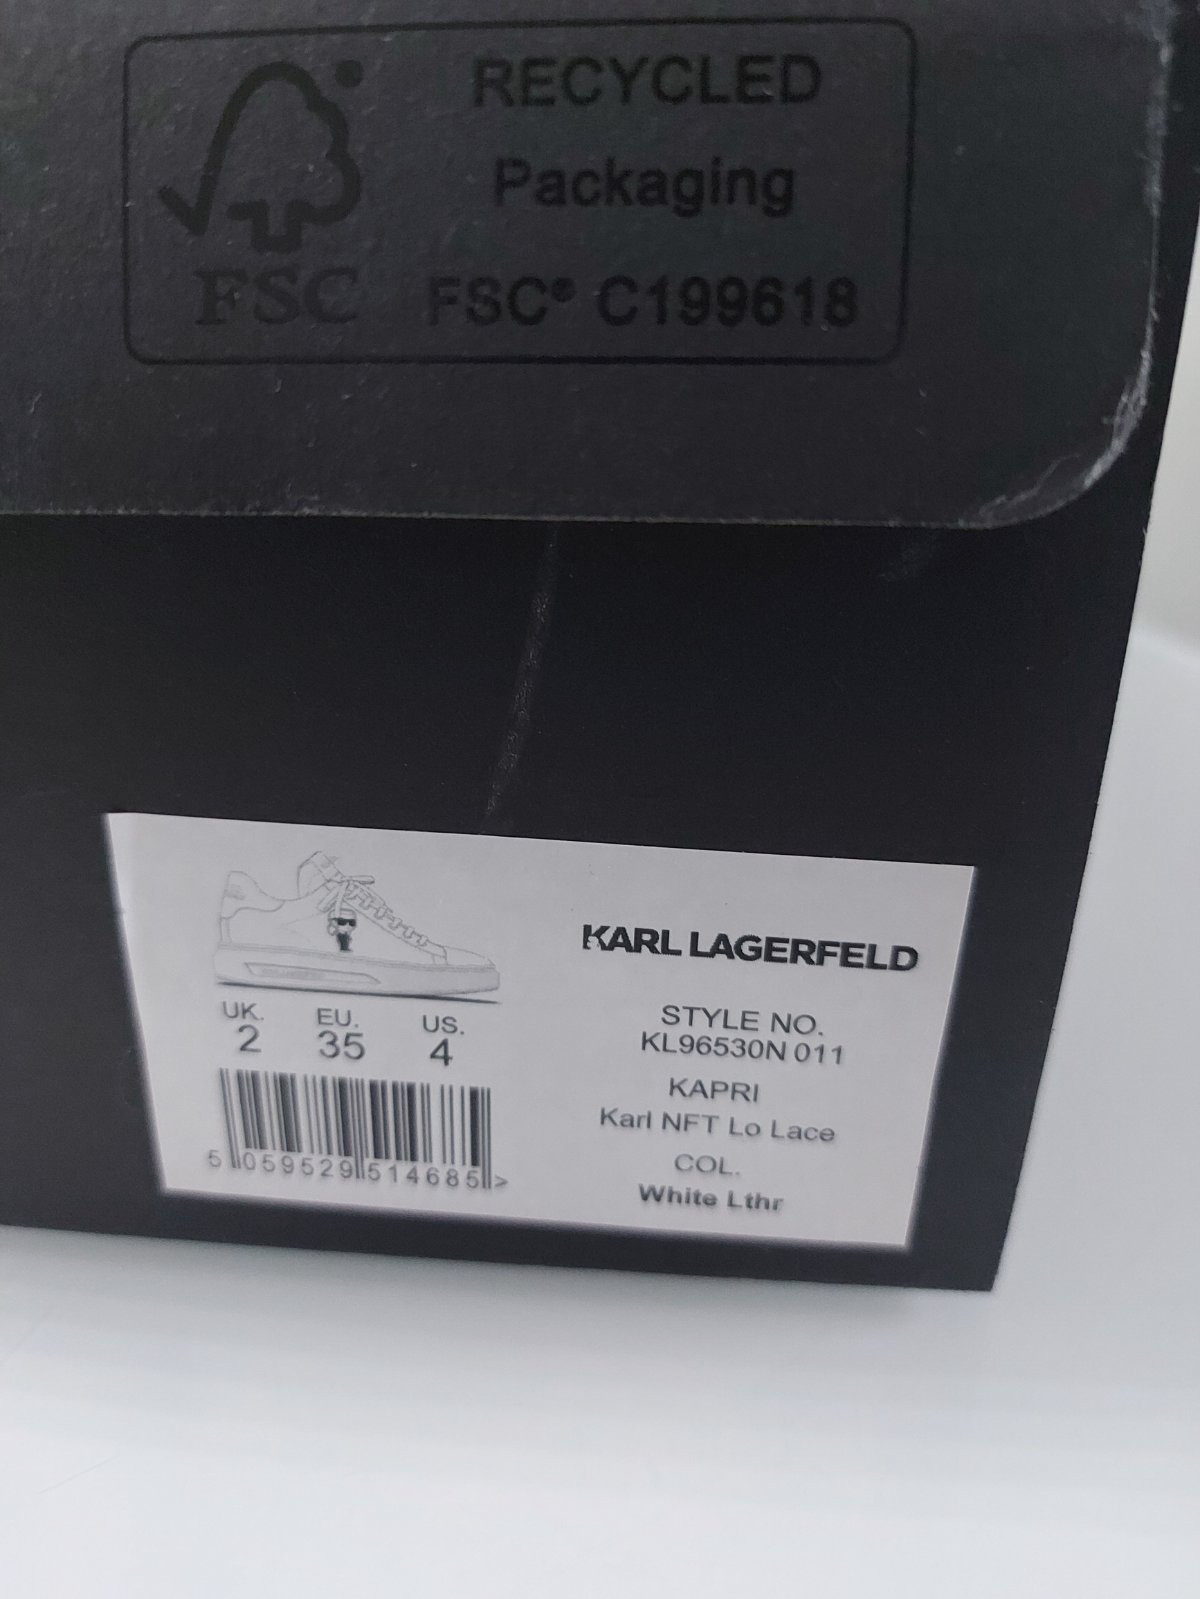 RECYCLED
Packaging
FSC
FSC® C199618
KARL LAGERFELD
UK. EU. US.
2 35 4
STYLE NO.
KL96530N 011
KAPRI
Karl NFT Lo Lace
COL.
White Lthr
5 059529 514685 >